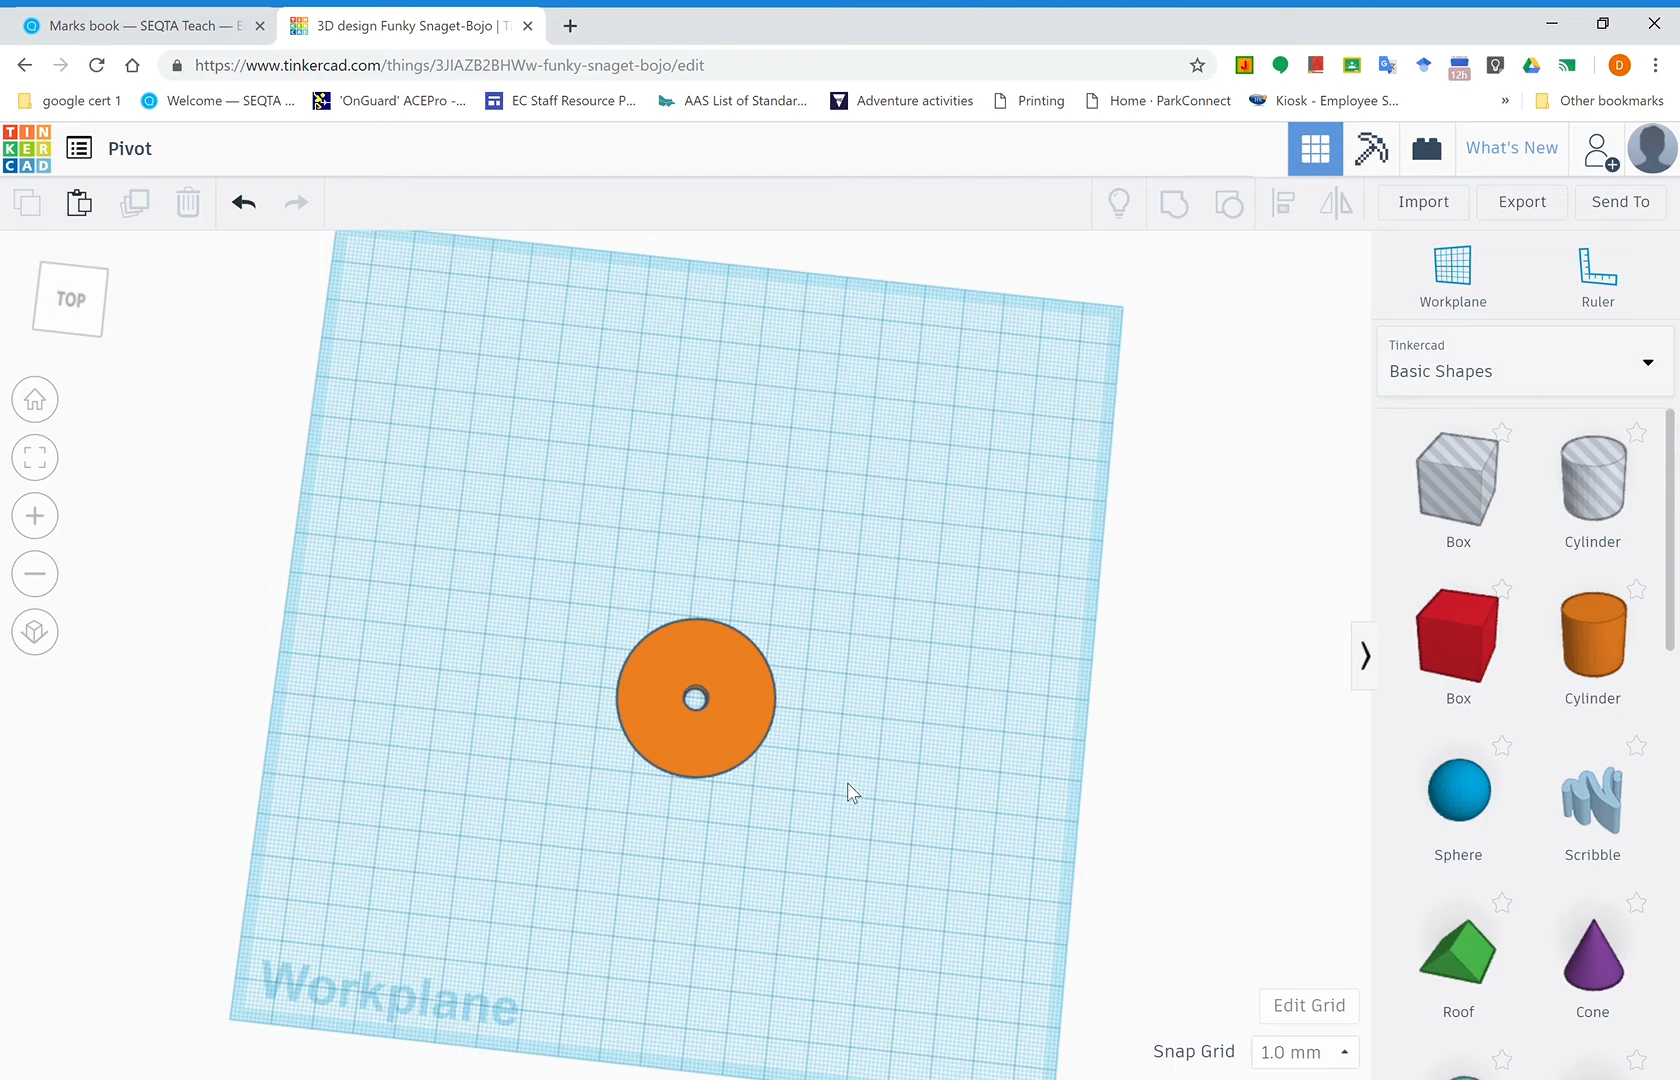 Marks book — SEQTA Teach — E
3D design Funky Snaget-Bojo | T
https://www.tinkercad.com/things/3JIAZB2BHWw-funky-snaget-bojo/edit
12h
D
google cert 1
Welcome — SEQTA ...
'OnGuard' ACEPro -...
EC Staff Resource P...
AAS List of Standar...
Adventure activities
Printing
Home · ParkConnect
Kiosk - Employee S...
»
Other bookmarks
TIN
KER
CAD
Pivot
What's New
Import
Export
Send To
TOP
Workplane
Ruler
Tinkercad
Basic Shapes
Box
Cylinder
Box
Cylinder
Sphere
Scribble
Roof
Cone
Workplane
Edit Grid
Snap Grid
1.0 mm